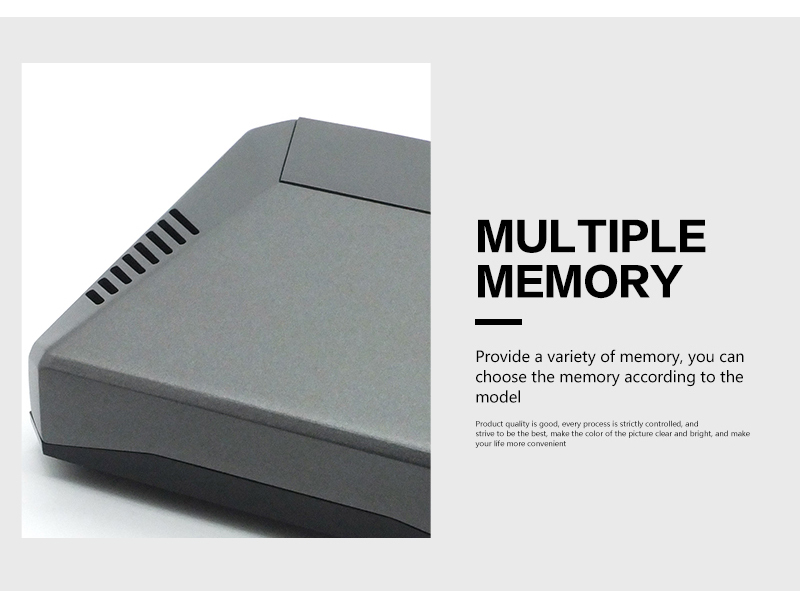 MULTIPLE
MEMORY
Provide a variety of memory, you can
choose the memory according to the
model
Product quality is good, every process is strictly controlled, and
strive to be the best, make the color of the picture clear and bright, and make
your life more convenient